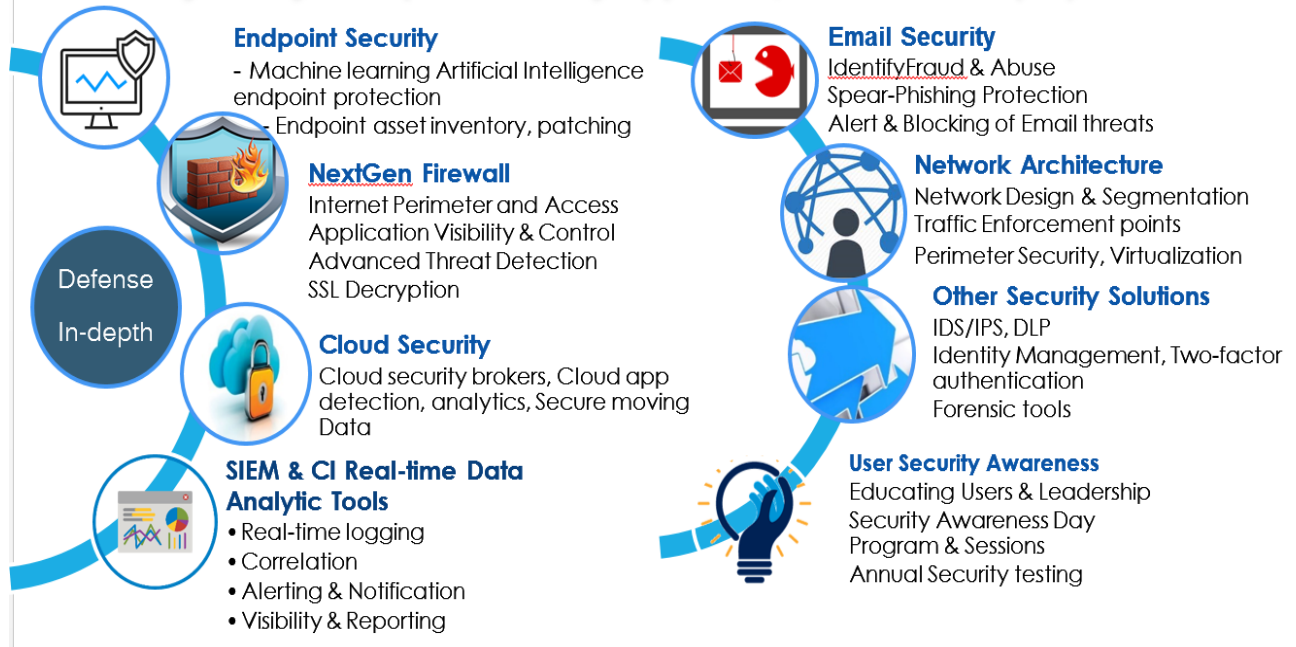 Defense
In-depth
Endpoint Security
- Machine learning Artificial Intelligence
endpoint protection
- Endpoint asset inventory, patching
NextGen Firewall
Internet Perimeter and Access
Application Visibility & Control
Advanced Threat Detection
SSL Decryption
Cloud Security
Cloud security brokers, Cloud app
detection, analytics, Secure moving
Data
SIEM & CI Real-time Data
Analytic Tools
• Real-time logging
• Correlation
• Alerting & Notification
• Visibility & Reporting
Email Security
IdentifyFraud & Abuse
Spear-Phishing Protection
Alert & Blocking of Email threats
Network Architecture
Network Design & Segmentation
Traffic Enforcement points
Perimeter Security, Virtualization
Other Security Solutions
IDS/IPS, DLP
Identity Management, Two-factor
authentication
Forensic tools
User Security Awareness
Educating Users & Leadership
Security Awareness Day
Program & Sessions
Annual Security testing